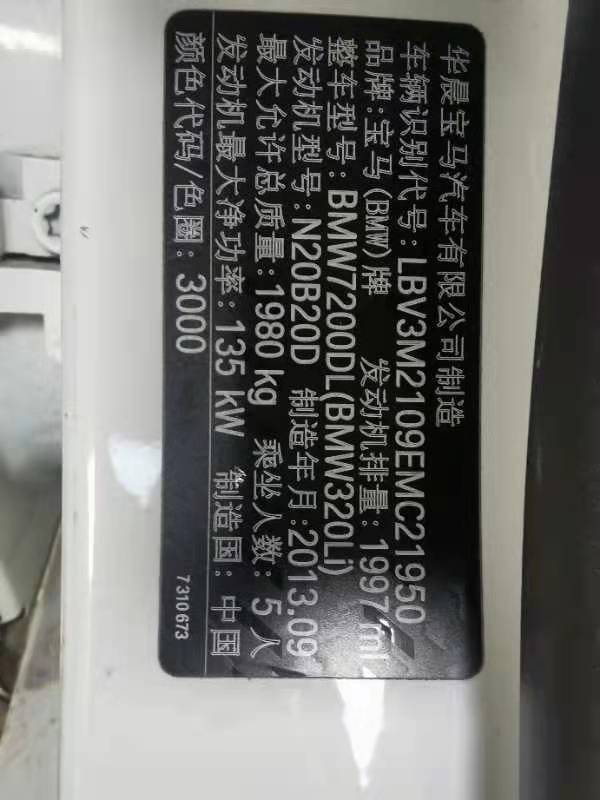 华晨宝马汽车有限公司制造
车辆识别代号：LBV3M2109EMC21950
品牌：宝马(BMW)牌 发动机排量：1997 ml
整车型号：BMW7200DL(BMW320Li)
发动机型号：N20B20D 制造年月：2013.09
最大允许总质量：1980 kg 乘坐人数：5 人
发动机最大净功率：135 kW 制造国：中国
颜色代码/色圈：3000
7310673